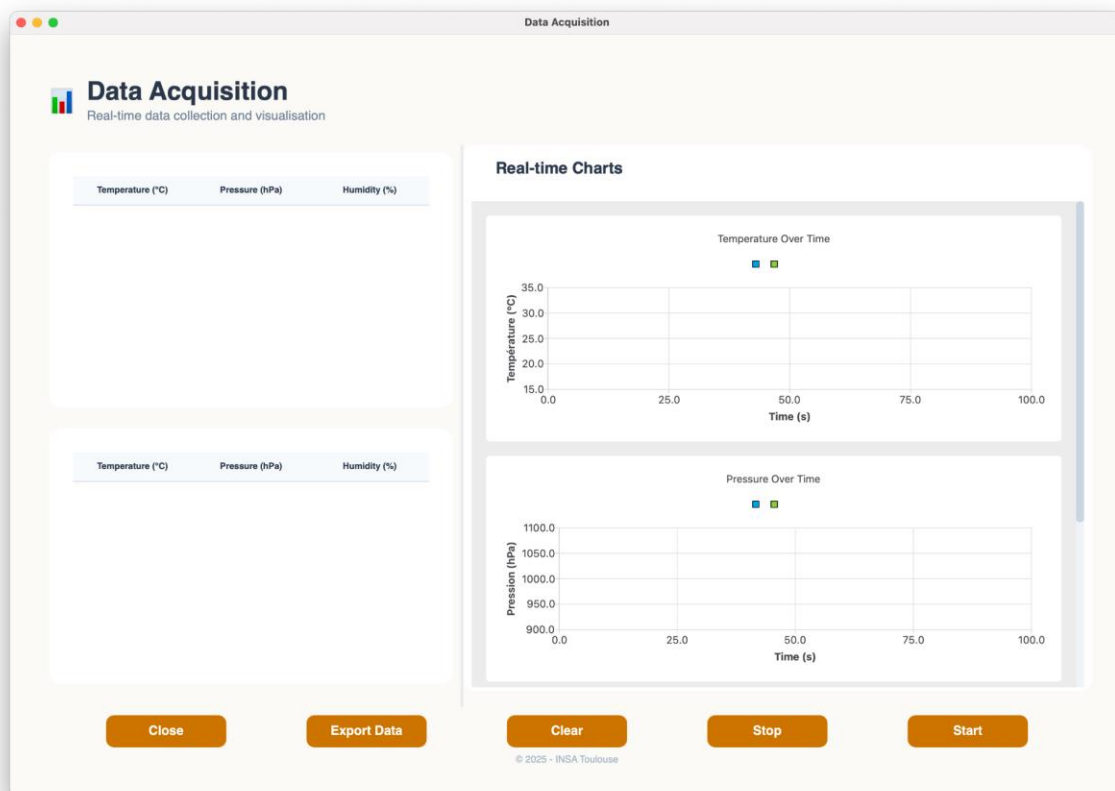 Data Acquisition
Data Acquisition
Real-time data collection and visualisation
Temperature (°C) Pressure (hPa) Humidity (%)
Temperature (°C) Pressure (hPa) Humidity (%)
Real-time Charts
Temperature Over Time
Température (°C)
35.0
30.0
25.0
20.0
15.0
0.0 25.0 50.0 75.0 100.0
Time (s)
Pressure Over Time
Pression (hPa)
1100.0
1050.0
1000.0
950.0
900.0
0.0 25.0 50.0 75.0 100.0
Time (s)
Close Export Data Clear Stop Start
© 2025 - INSA Toulouse